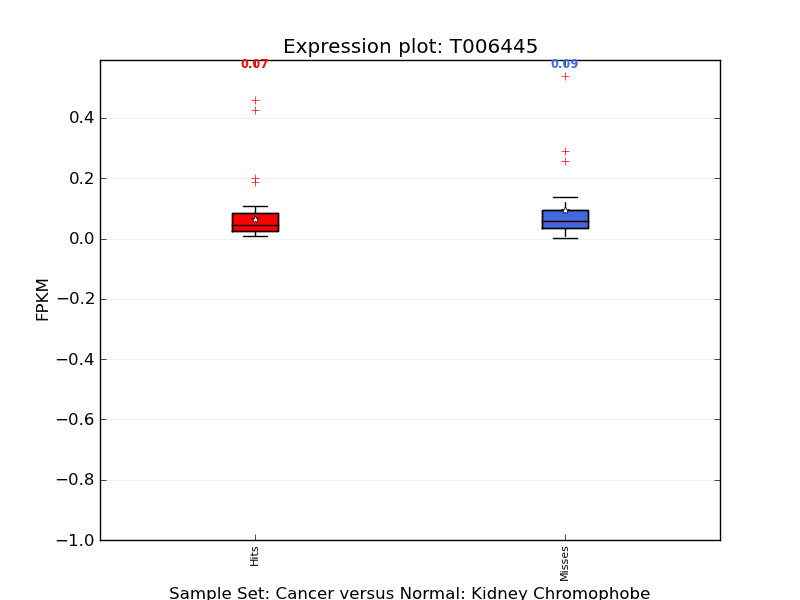 Expression plot: T006445
0.07 0.09
0.4
0.2
0.0
−0.2
−0.4
−0.6
−0.8
−1.0
FPKM
Hits Misses
Sample Set: Cancer versus Normal: Kidney Chromophobe